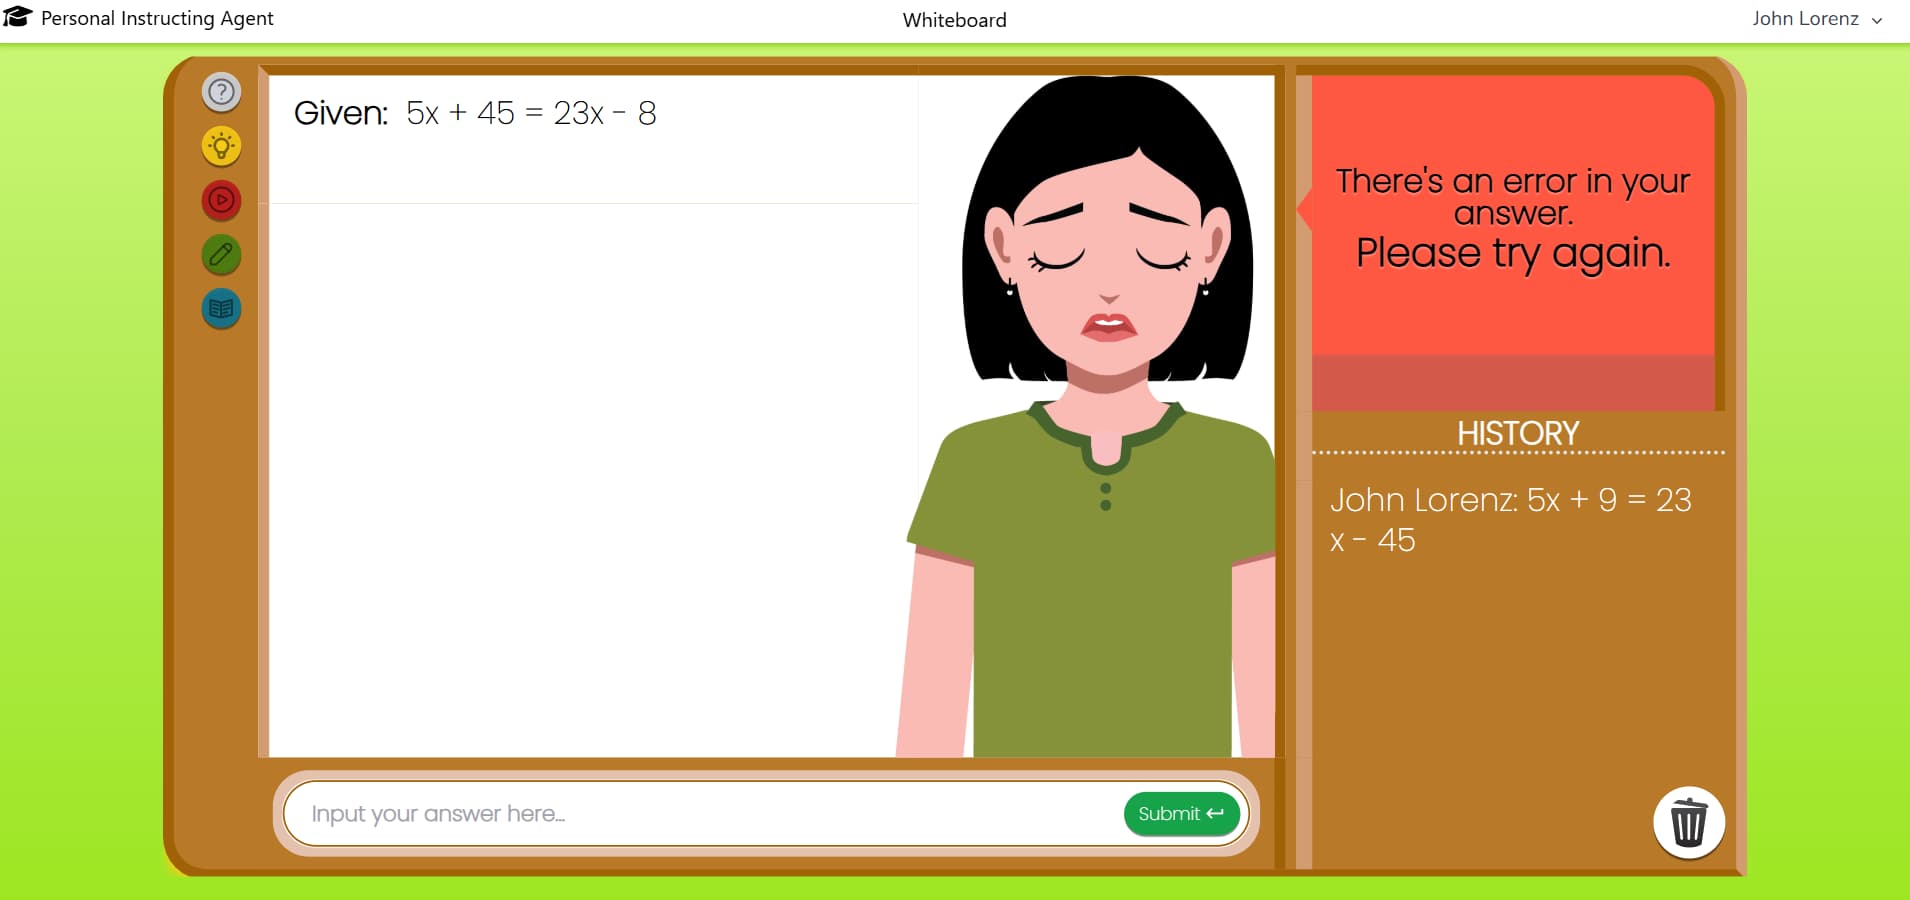 Personal Instructing Agent
Whiteboard
John Lorenz
Given: 5x + 45 = 23x - 8
There's an error in your
answer.
Please try again.
HISTORY
John Lorenz: 5x + 9 = 23
x - 45
Input your answer here...
Submit